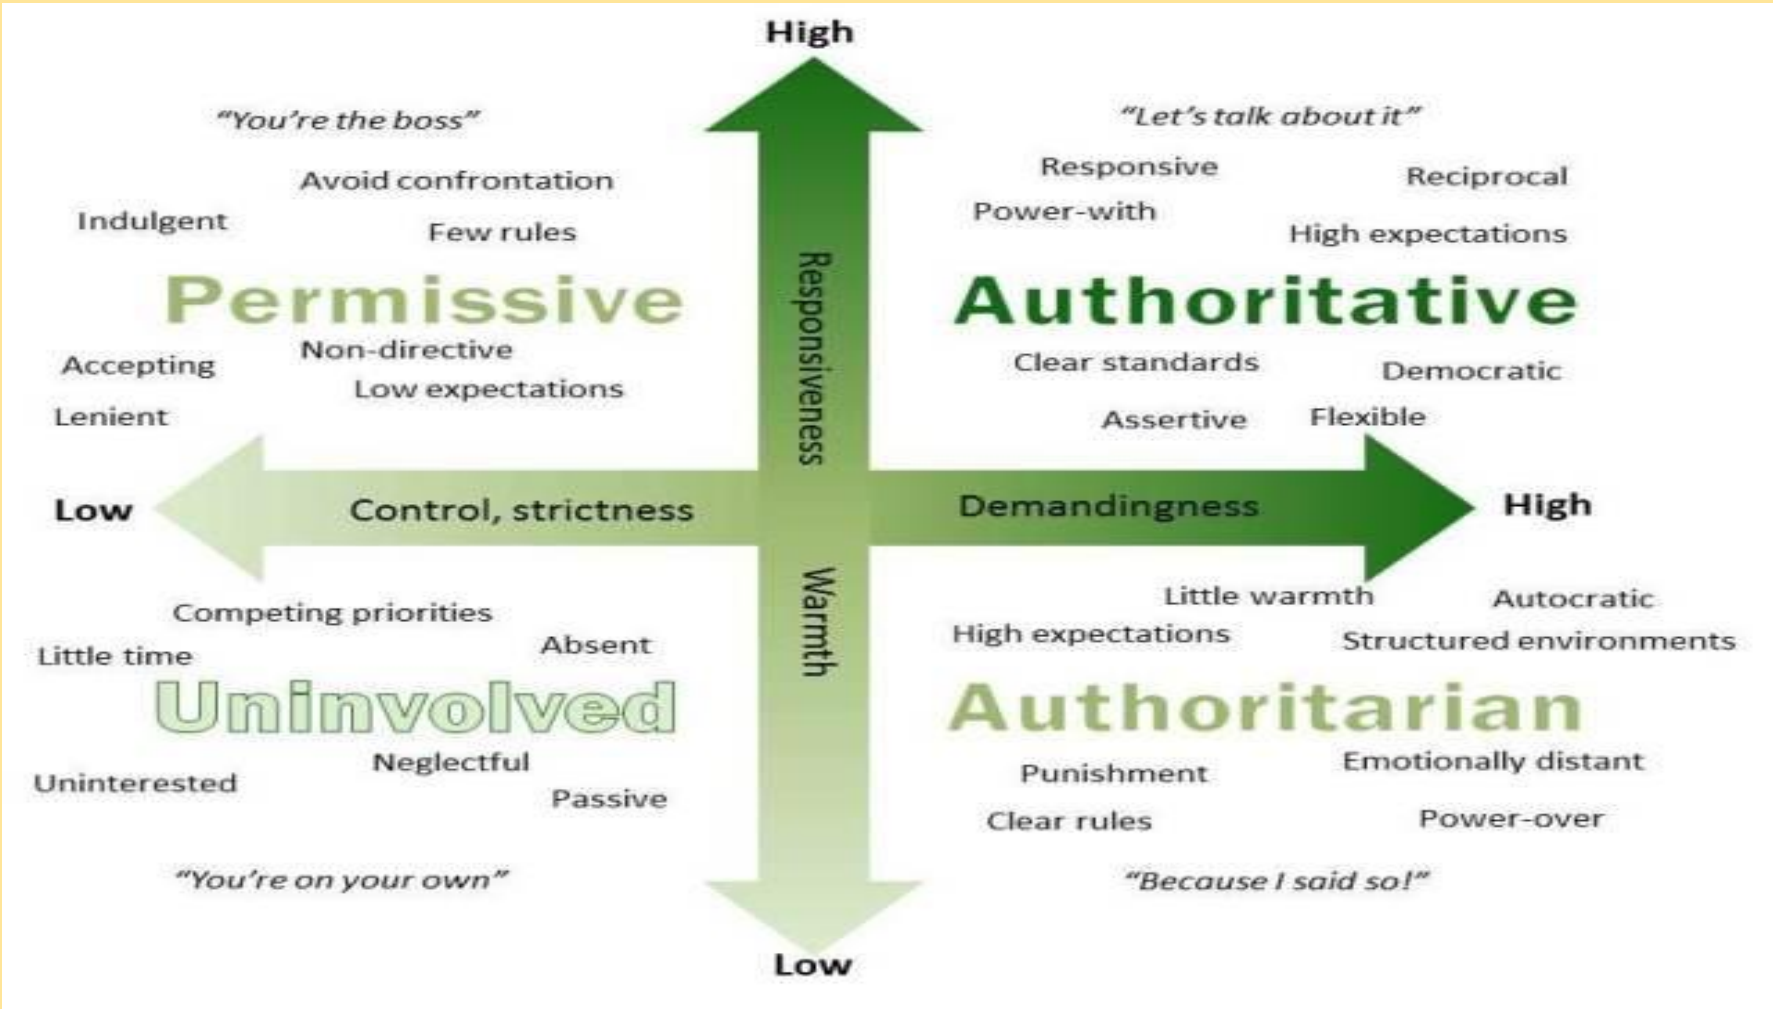 High
“You’re the boss”
Avoid confrontation
Indulgent
Few rules
Permissive
Non-directive
Accepting
Low expectations
Lenient
“Let’s talk about it”
Responsive
Reciprocal
Power-with
High expectations
Authoritative
Clear standards
Democratic
Assertive
Flexible
Responsiveness
Low
Control, strictness
Demandingness
High
Warmth
Competing priorities
Absent
Little time
Uninvolved
Neglectful
Uninterested
Passive
“You’re on your own”
Little warmth
Autocratic
High expectations
Structured environments
Authoritarian
Emotionally distant
Punishment
Clear rules
Power-over
“Because I said so!”
Low